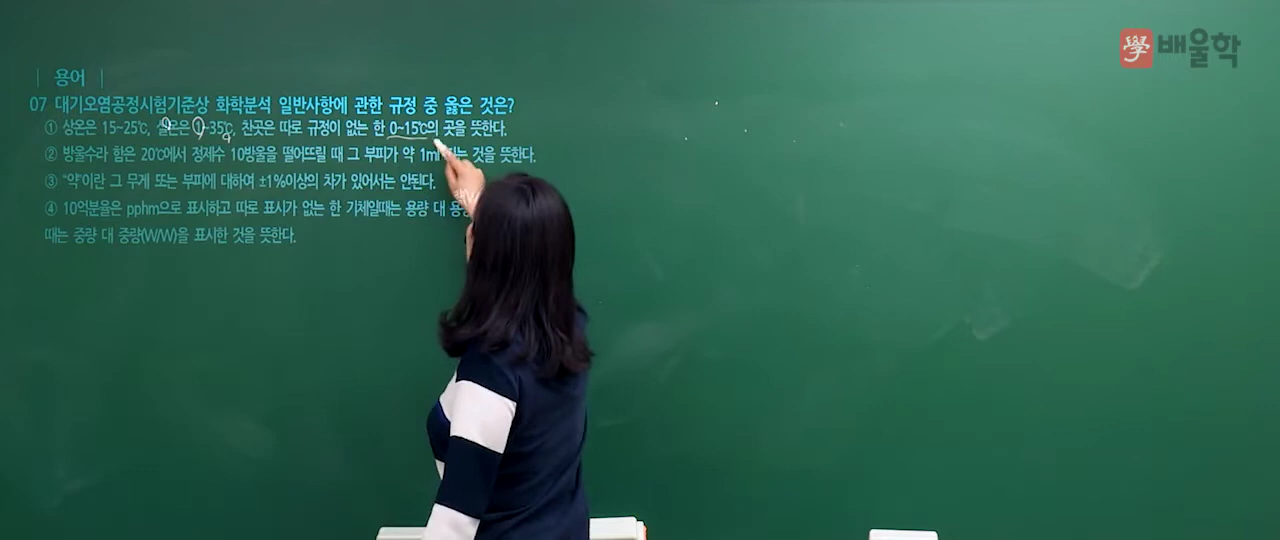 學 배울학
| 용어 |
07 대기오염공정시험기준상 화학분석 일반사항에 관한 규정 중 옳은 것은?
① 상온은 15~25℃, 실온은 1~35℃, 찬곳은 따로 규정이 없는 한 0~15℃의 곳을 뜻한다.
② 방울수라 함은 20℃에서 정제수 10방울을 떨어뜨릴 때 그 부피가 약 1ml 되는 것을 뜻한다.
③ "약"이란 그 무게 또는 부피에 대하여 ±1%이상의 차가 있어서는 안된다.
④ 10억분율은 pphm으로 표시하고 따로 표시가 없는 한 기체일때는 용량 대
때는 중량 대 중량(W/W)을 표시한 것을 뜻한다.